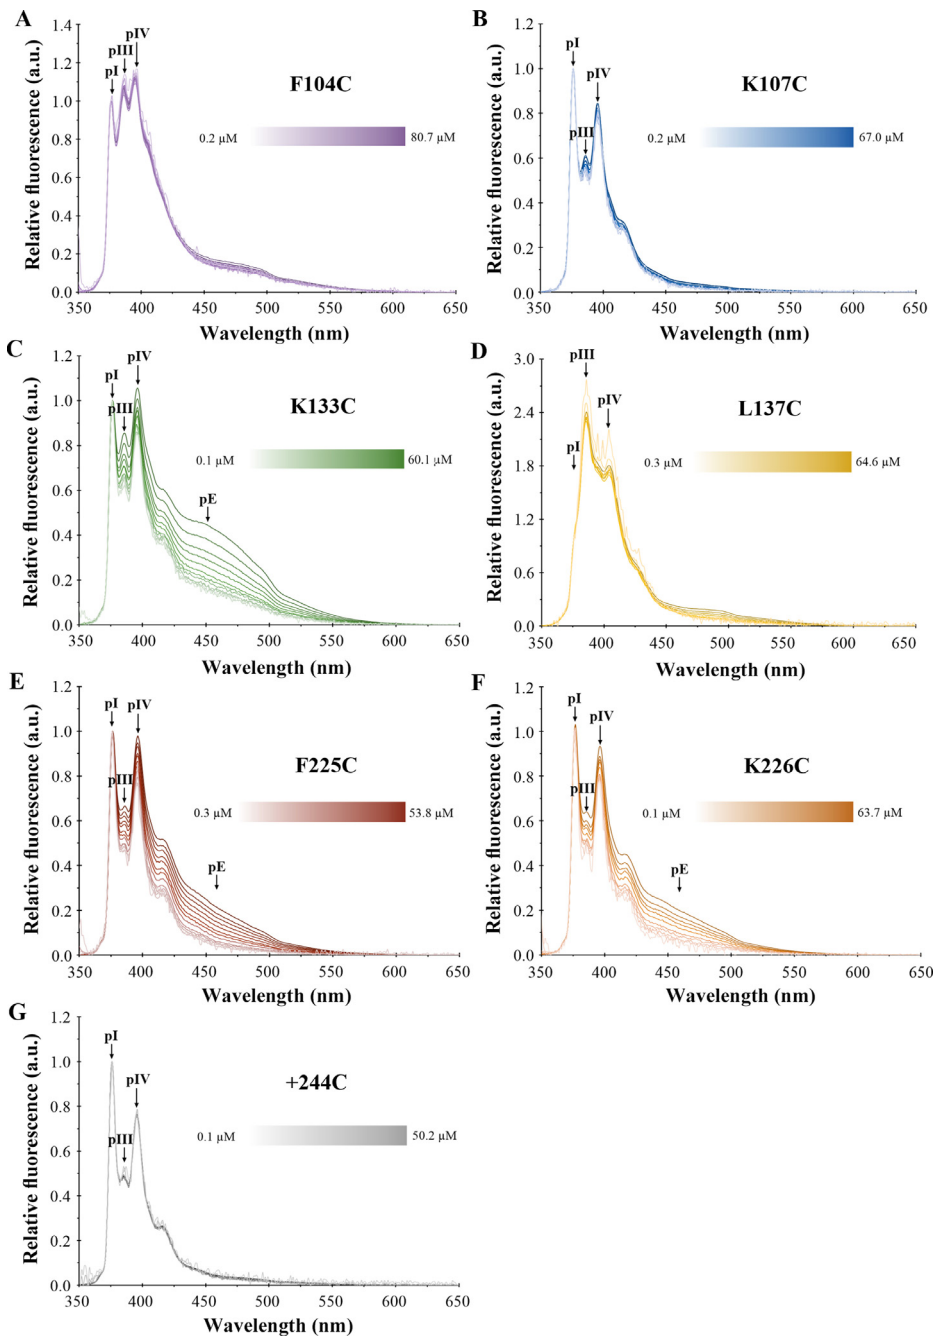 A
Relative fluorescence (a.u.)
1.4
1.2
1.0
0.8
0.6
0.4
0.2
0.0
pI
pIII
pIV
F104C
0.2 µM
80.7 µM
350 400 450 500 550 600 650
Wavelength (nm)
B
Relative fluorescence (a.u.)
1.2
1.0
0.8
0.6
0.4
0.2
0.0
pI
pIV
pIII
K107C
0.2 µM
67.0 µM
350 400 450 500 550 600 650
Wavelength (nm)
C
Relative fluorescence (a.u.)
1.2
1.0
0.8
0.6
0.4
0.2
0.0
pIV
pI
pIII
pE
K133C
0.1 µM
60.1 µM
350 400 450 500 550 600 650
Wavelength (nm)
D
Relative fluorescence (a.u.)
3.0
2.4
1.8
1.2
0.6
0.0
pIII
pIV
pI
L137C
0.3 µM
64.6 µM
350 400 450 500 550 600 650
Wavelength (nm)
E
Relative fluorescence (a.u.)
1.2
1.0
0.8
0.6
0.4
0.2
0.0
pI
pIV
pIII
pE
F225C
0.3 µM
53.8 µM
350 400 450 500 550 600 650
Wavelength (nm)
F
Relative fluorescence (a.u.)
1.2
1.0
0.8
0.6
0.4
0.2
0.0
pI
pIV
pIII
pE
K226C
0.1 µM
63.7 µM
350 400 450 500 550 600 650
Wavelength (nm)
G
Relative fluorescence (a.u.)
1.2
1.0
0.8
0.6
0.4
0.2
0.0
pI
pIV
pIII
+244C
0.1 µM
50.2 µM
350 400 450 500 550 600 650
Wavelength (nm)